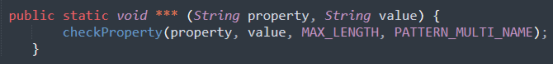 public static void *** (String property, String value) {
checkProperty(property, value, MAX_LENGTH, PATTERN_MULTI_NAME);
}